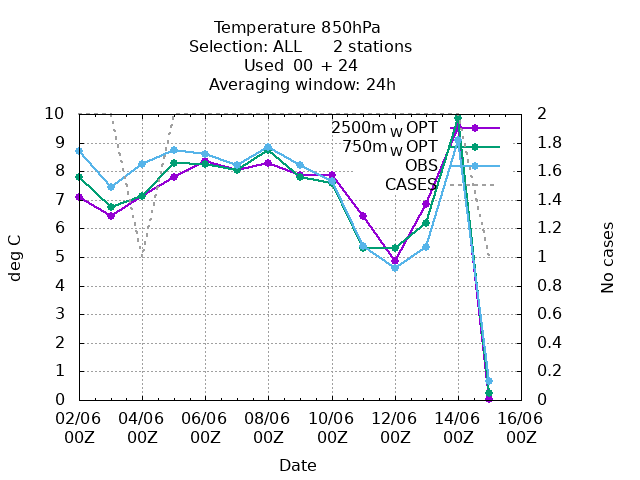 Temperature 850hPa
Selection: ALL 2 stations
Used 00 + 24
Averaging window: 24h
10 2
9 1.8
8 1.6
7 1.4
6 1.2
5 1
4 0.8
3 0.6
2 0.4
1 0.2
0 0
2500m_W OPT
750m_W OPT
OBS
CASES
deg C
No cases
02/06 04/06 06/06 08/06 10/06 12/06 14/06 16/06
00Z 00Z 00Z 00Z 00Z 00Z 00Z 00Z
Date